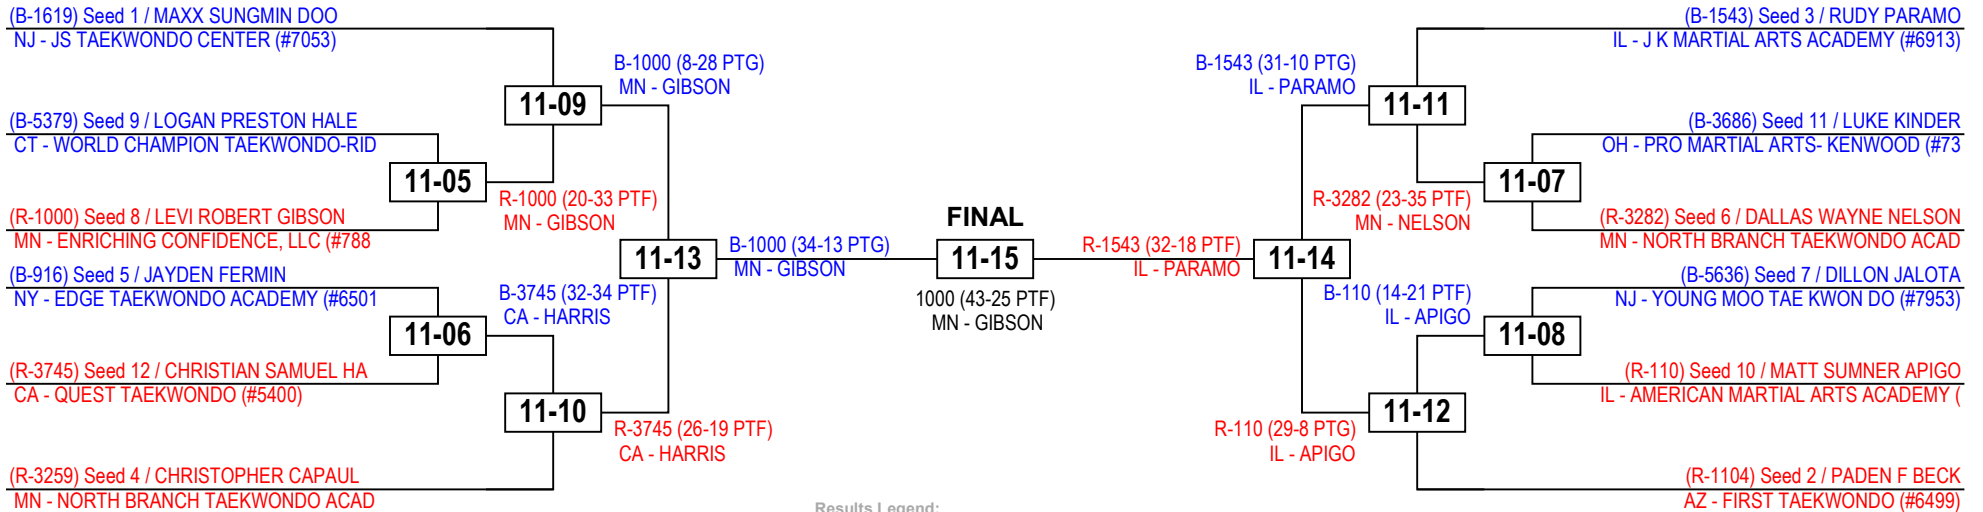 (B-1619) Seed 1 / MAXX SUNGMIN DOO
NJ - JS TAEKWONDO CENTER (#7053)
B-1000 (8-28 PTG)
MN - GIBSON
11-09
(B-5379) Seed 9 / LOGAN PRESTON HALE
CT - WORLD CHAMPION TAEKWONDO-RID
11-05
R-1000 (20-33 PTF)
MN - GIBSON
(R-1000) Seed 8 / LEVI ROBERT GIBSON
MN - ENRICHING CONFIDENCE, LLC (#788
11-13
B-1000 (34-13 PTG)
MN - GIBSON
(B-916) Seed 5 / JAYDEN FERMIN
NY - EDGE TAEKWONDO ACADEMY (#6501
B-3745 (32-34 PTF)
CA - HARRIS
11-06
(R-3745) Seed 12 / CHRISTIAN SAMUEL HA
CA - QUEST TAEKWONDO (#5400)
11-10
R-3745 (26-19 PTF)
CA - HARRIS
(R-3259) Seed 4 / CHRISTOPHER CAPAUL
MN - NORTH BRANCH TAEKWONDO ACAD
FINAL
11-15
1000 (43-25 PTF)
MN - GIBSON
Results Legend:
(B-1543) Seed 3 / RUDY PARAMO
IL - J K MARTIAL ARTS ACADEMY (#6913)
B-1543 (31-10 PTG)
IL - PARAMO
11-11
(B-3686) Seed 11 / LUKE KINDER
OH - PRO MARTIAL ARTS- KENWOOD (#73
11-07
R-3282 (23-35 PTF)
MN - NELSON
(R-3282) Seed 6 / DALLAS WAYNE NELSON
MN - NORTH BRANCH TAEKWONDO ACAD
R-1543 (32-18 PTF)
IL - PARAMO
11-14
(B-5636) Seed 7 / DILLON JALOTA
NJ - YOUNG MOO TAE KWON DO (#7953)
B-110 (14-21 PTF)
IL - APIGO
11-08
(R-110) Seed 10 / MATT SUMNER APIGO
IL - AMERICAN MARTIAL ARTS ACADEMY (
11-12
R-110 (29-8 PTG)
IL - APIGO
(R-1104) Seed 2 / PADEN F BECK
AZ - FIRST TAEKWONDO (#6499)